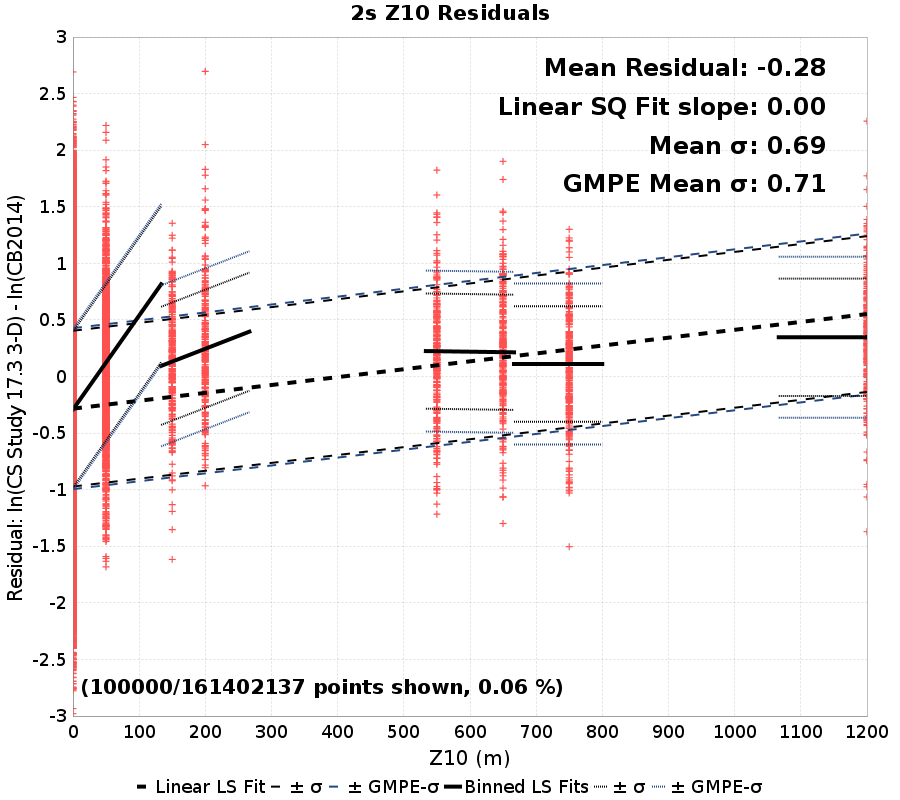 2s Z10 Residuals
Mean Residual: -0.28
Linear SQ Fit slope: 0.00
Mean σ: 0.69
GMPE Mean σ: 0.71
Residual: ln(CS Study 17.3 3-D) - ln(CB2014)
3
2.5
2
1.5
1
0.5
0
-0.5
-1
-1.5
-2
-2.5
-3
(100000/161402137 points shown, 0.06 %)
0 100 200 300 400 500 600 700 800 900 1000 1100 1200
Z10 (m)
Linear LS Fit ± σ ± GMPE-σ Binned LS Fits ± σ ± GMPE-σ